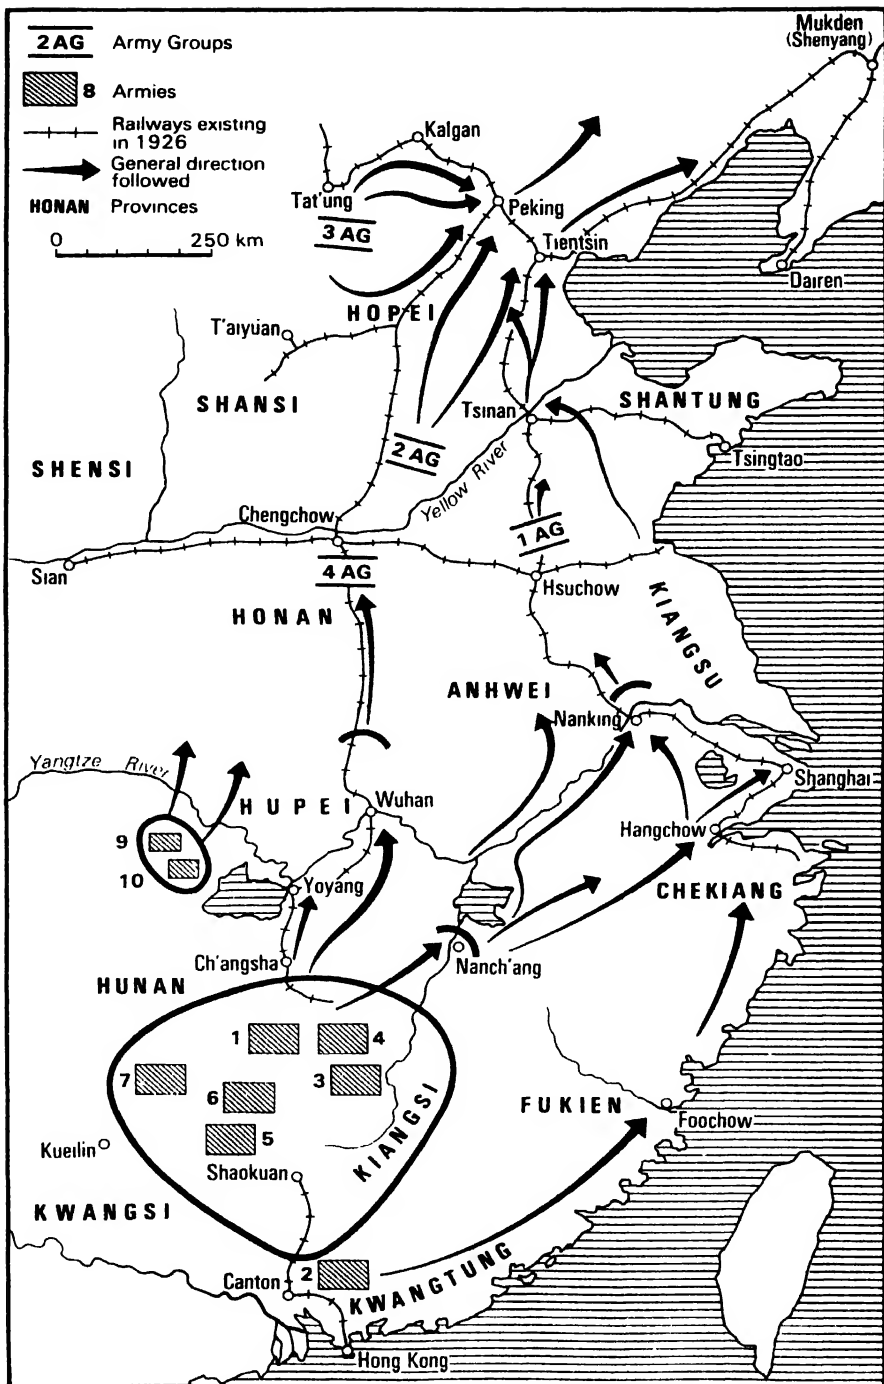 2 AG Army Groups
8 Armies
Railways existing
in 1926
General direction
followed
HONAN Provinces
0 250 km
Mukden
(Shenyang)
Kalgan
Tat'ung
Peking
3 AG
Tientsin
Dairen
HOPEI
T'aiyüan
SHANSI
SHANTUNG
Tsinan
2 AG
Tsingtao
SHENSI
Yellow River
Chengchow
1 AG
Sian
4 AG
Hsuchow
HONAN
KIANGSU
ANHWEI
Nanking
Yangtze River
Shanghai
HUPEI
Wuhan
Hangchow
9
10
Yoyang
CHEKIANG
Ch'angsha
Nanch'ang
HUNAN
1
4
7
3
6
5
KIANGSI
FUKIEN
Foochow
Kueilin
Shaokuan
KWANGSI
2
Canton
KWANGTUNG
Hong Kong